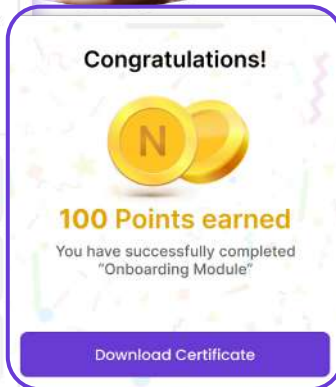 Congratulations!
N
100 Points earned
You have successfully completed
“Onboarding Module”
Download Certificate